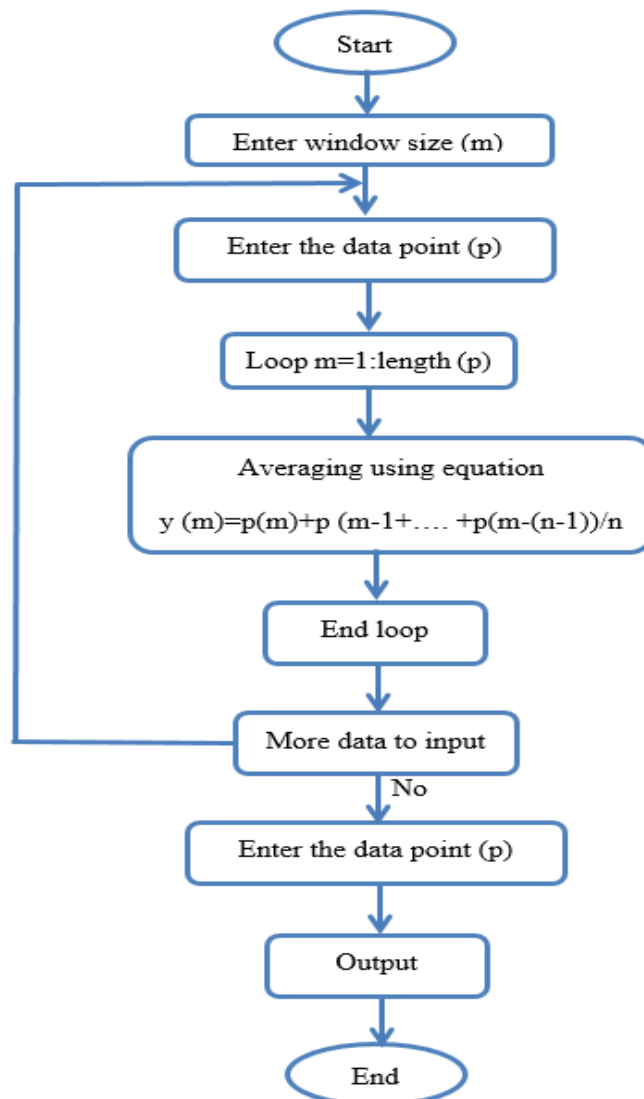 Start
Enter window size (m)
Enter the data point (p)
Loop m=1:length (p)
Averaging using equation
y (m)=p(m)+p (m-1+…. +p(m-(n-1))/n
End loop
More data to input
No
Enter the data point (p)
Output
End